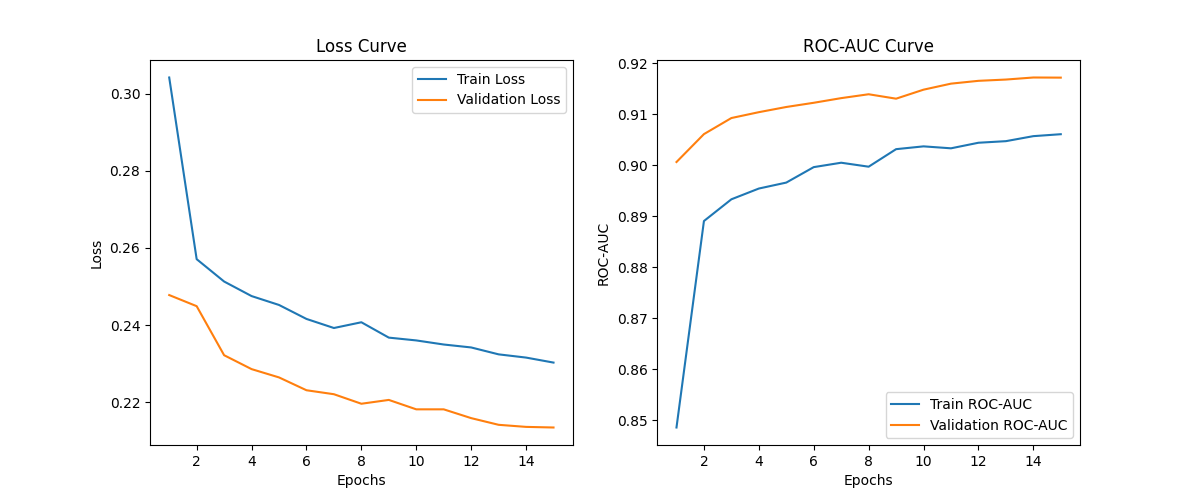 Loss Curve
Train Loss
Validation Loss
0.30
0.28
0.26
0.24
0.22
Loss
2 4 6 8 10 12 14
Epochs
ROC-AUC Curve
0.92
0.91
0.90
0.89
0.88
0.87
0.86
0.85
ROC-AUC
Train ROC-AUC
Validation ROC-AUC
2 4 6 8 10 12 14
Epochs